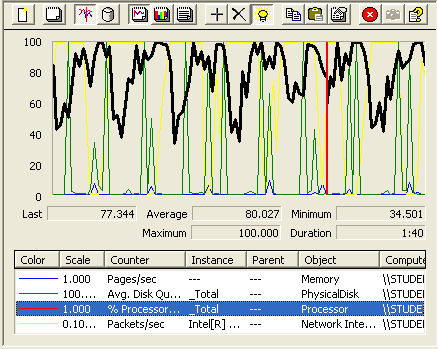 100
80
60
40
20
0
Last 77.344 Average 80.027 Minimum 34.501
Maximum 100.000 Duration 1:40
Color Scale Counter Instance Parent Object Compute
1.000 Pages/sec --- --- Memory \\STUDE
100.... Avg. Disk Qu... _Total --- PhysicalDisk \\STUDE
1.000 % Processor... _Total --- Processor \\STUDE
0.10... Packets/sec Intel[R] ... --- Network Inte... \\STUDE